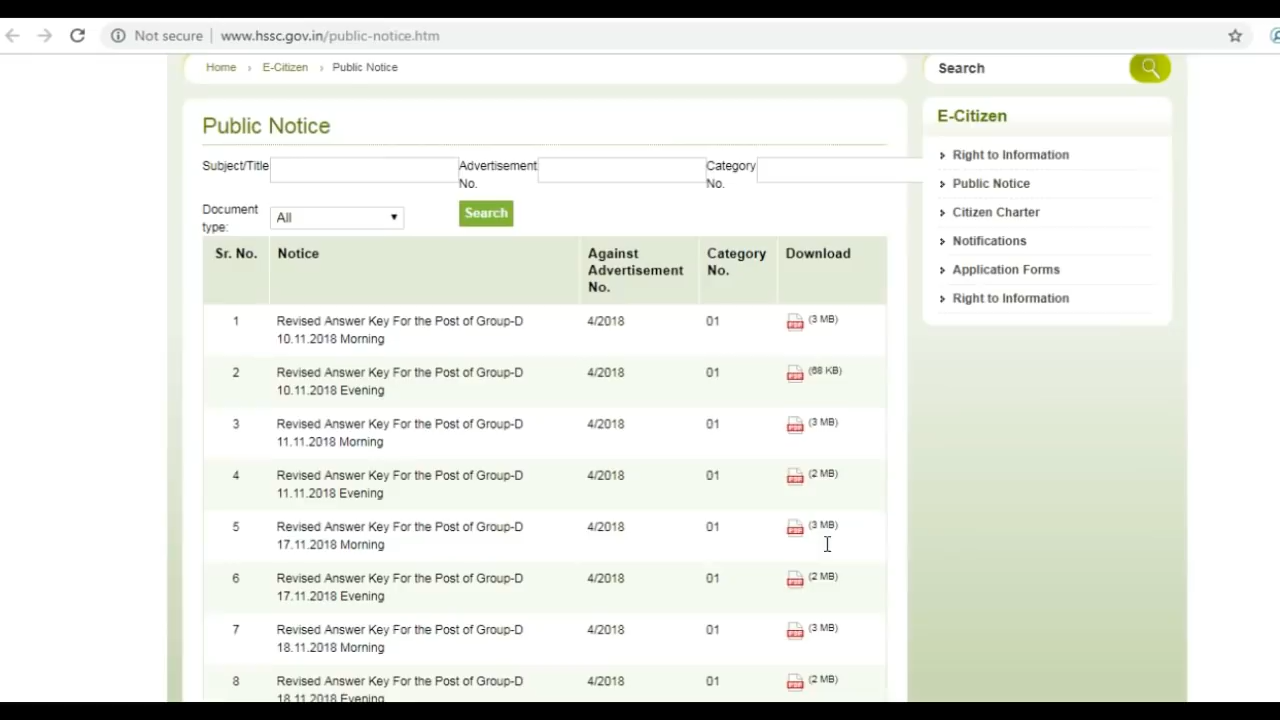 Not secure | www.hssc.gov.in/public-notice.htm
Home › E-Citizen › Public Notice
Search
Public Notice
Subject/Title
Advertisement No.
Category No.
Document type:
All
Search
Sr. No. Notice Against Advertisement No. Category No. Download
1 Revised Answer Key For the Post of Group-D 4/2018 01 (3 MB)
10.11.2018 Morning
2 Revised Answer Key For the Post of Group-D 4/2018 01 (68 KB)
10.11.2018 Evening
3 Revised Answer Key For the Post of Group-D 4/2018 01 (3 MB)
11.11.2018 Morning
4 Revised Answer Key For the Post of Group-D 4/2018 01 (2 MB)
11.11.2018 Evening
5 Revised Answer Key For the Post of Group-D 4/2018 01 (3 MB)
17.11.2018 Morning
6 Revised Answer Key For the Post of Group-D 4/2018 01 (2 MB)
17.11.2018 Evening
7 Revised Answer Key For the Post of Group-D 4/2018 01 (3 MB)
18.11.2018 Morning
8 Revised Answer Key For the Post of Group-D 4/2018 01 (2 MB)
18.11.2018 Evening
E-Citizen
Right to Information
Public Notice
Citizen Charter
Notifications
Application Forms
Right to Information